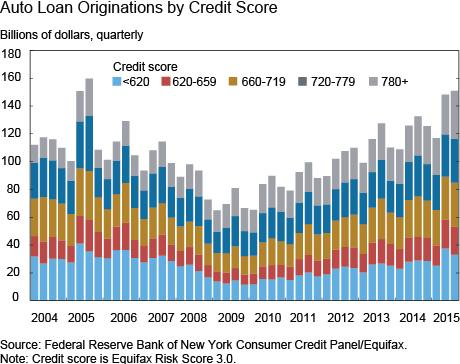 Auto Loan Originations by Credit Score
Billions of dollars, quarterly
Credit score
<620 620-659 660-719 720-779 780+
180
160
140
120
100
80
60
40
20
0
2004 2005 2006 2007 2008 2009 2010 2011 2012 2013 2014 2015
Source: Federal Reserve Bank of New York Consumer Credit Panel/Equifax.
Note: Credit score is Equifax Risk Score 3.0.